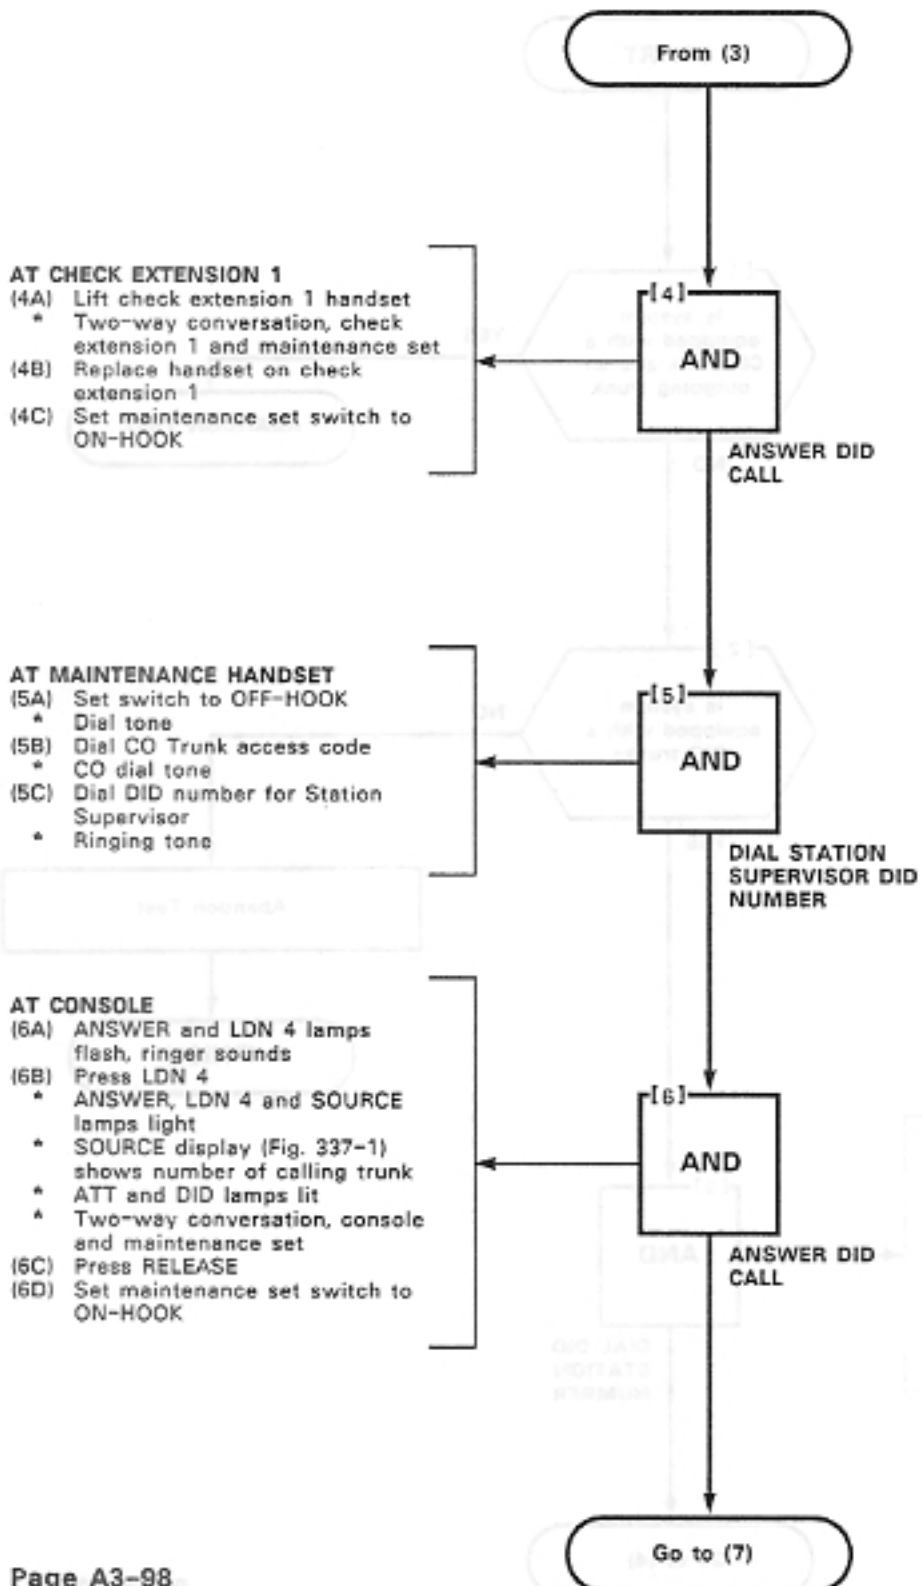 From (3)
AT CHECK EXTENSION 1
(4A) Lift check extension 1 handset
* Two-way conversation, check
extension 1 and maintenance set
(4B) Replace handset on check
extension 1
(4C) Set maintenance set switch to
ON-HOOK
[4]
AND
ANSWER DID
CALL
AT MAINTENANCE HANDSET
(5A) Set switch to OFF-HOOK
* Dial tone
(5B) Dial CO Trunk access code
* CO dial tone
(5C) Dial DID number for Station
Supervisor
* Ringing tone
[5]
AND
DIAL STATION
SUPERVISOR DID
NUMBER
AT CONSOLE
(6A) ANSWER and LDN 4 lamps
flash, ringer sounds
(6B) Press LDN 4
* ANSWER, LDN 4 and SOURCE
lamps light
* SOURCE display (Fig. 337-1)
shows number of calling trunk
* ATT and DID lamps lit
* Two-way conversation, console
and maintenance set
(6C) Press RELEASE
(6D) Set maintenance set switch to
ON-HOOK
[6]
AND
ANSWER DID
CALL
Go to (7)
Page A3-98